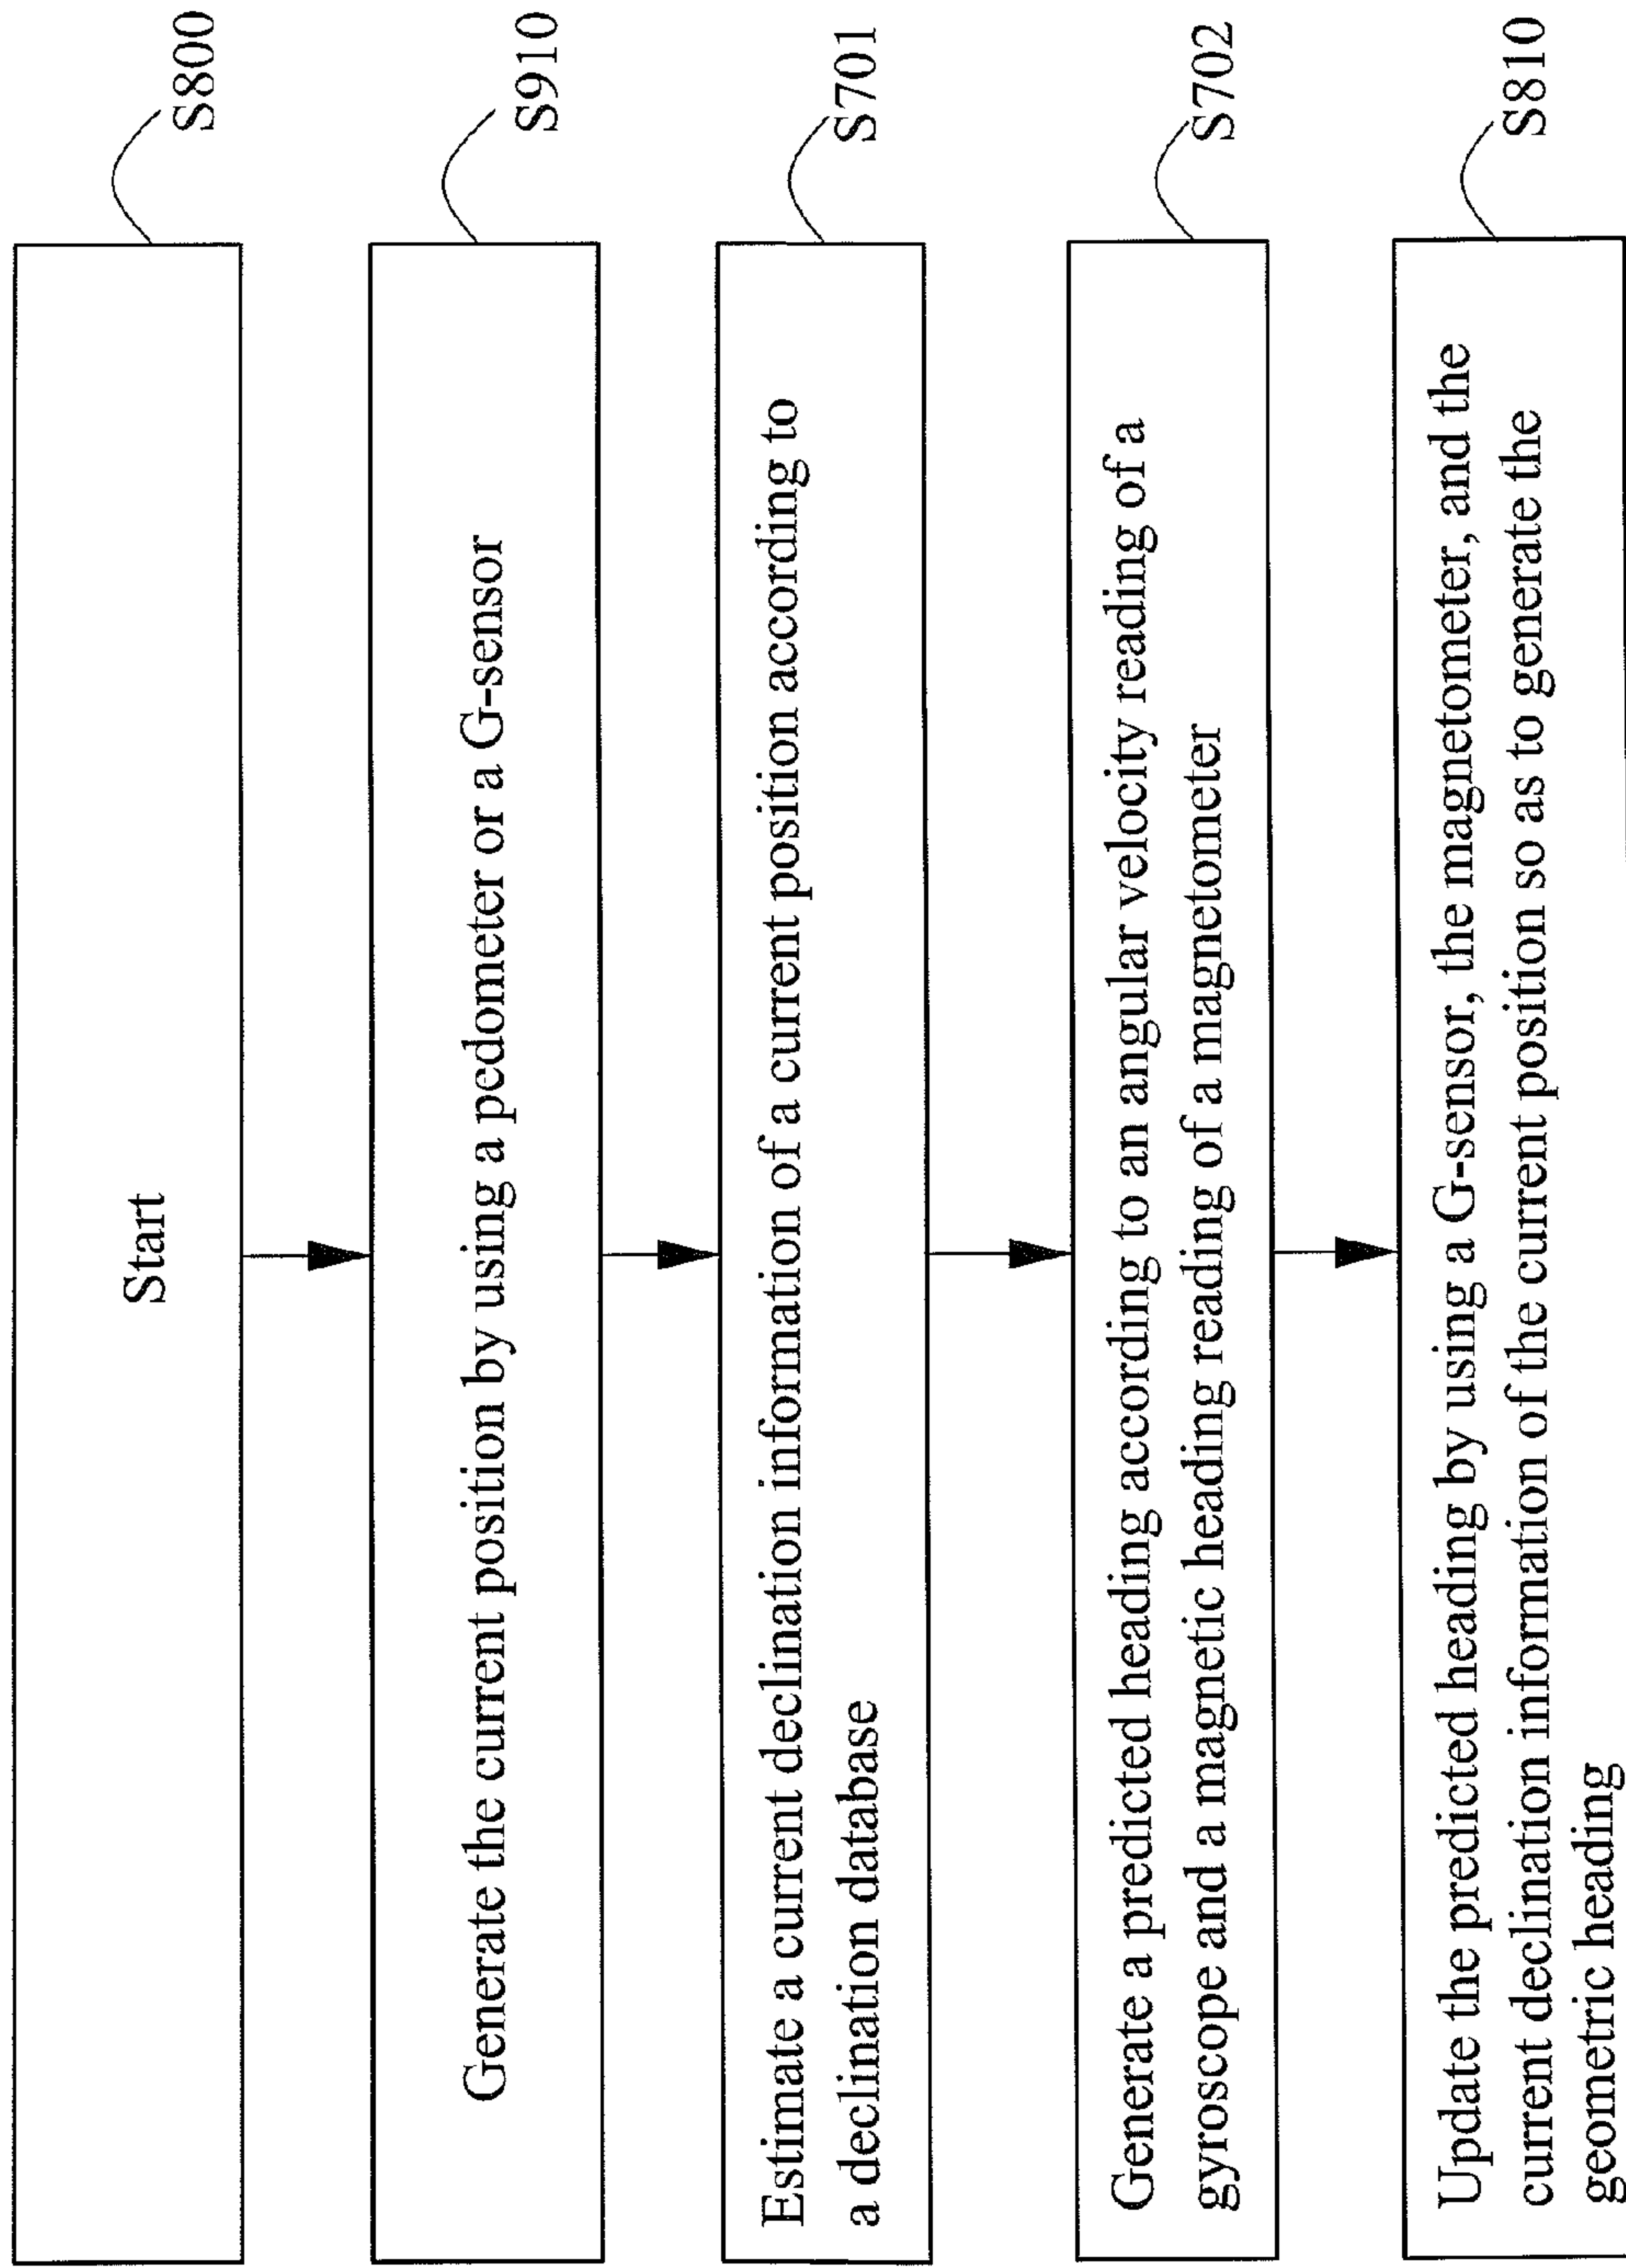 Start
S800
Generate the current position by using a pedometer or a G-sensor
S910
Estimate a current declination information of a current position according to
a declination database
S701
Generate a predicted heading according to an angular velocity reading of a
gyroscope and a magnetic heading reading of a magnetometer
S702
Update the predicted heading by using a G-sensor, the magnetometer, and the
current declination information of the current position so as to generate the
geometric heading
S810